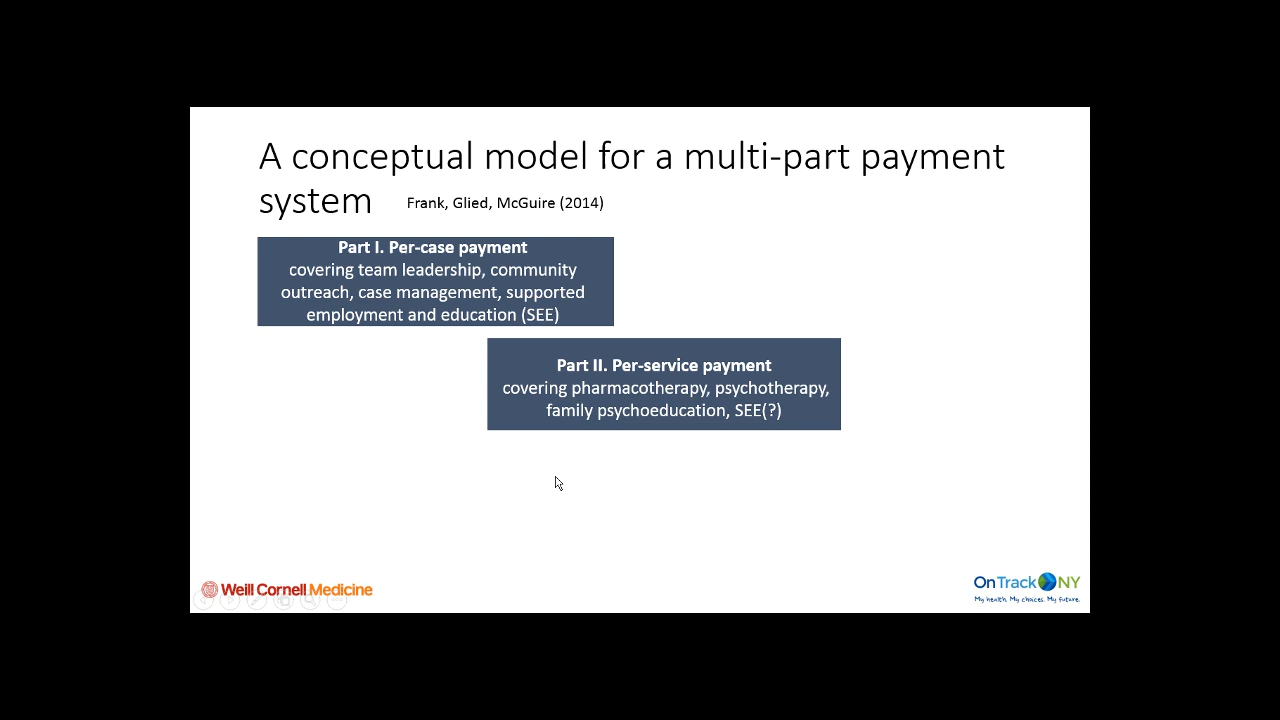 A conceptual model for a multi-part payment
system Frank, Glied, McGuire (2014)
Part I. Per-case payment
covering team leadership, community
outreach, case management, supported
employment and education (SEE)
Part II. Per-service payment
covering pharmacotherapy, psychotherapy,
family psychoeducation, SEE(?)
Weill Cornell Medicine
OnTrackNY
My health. My choices. My future.